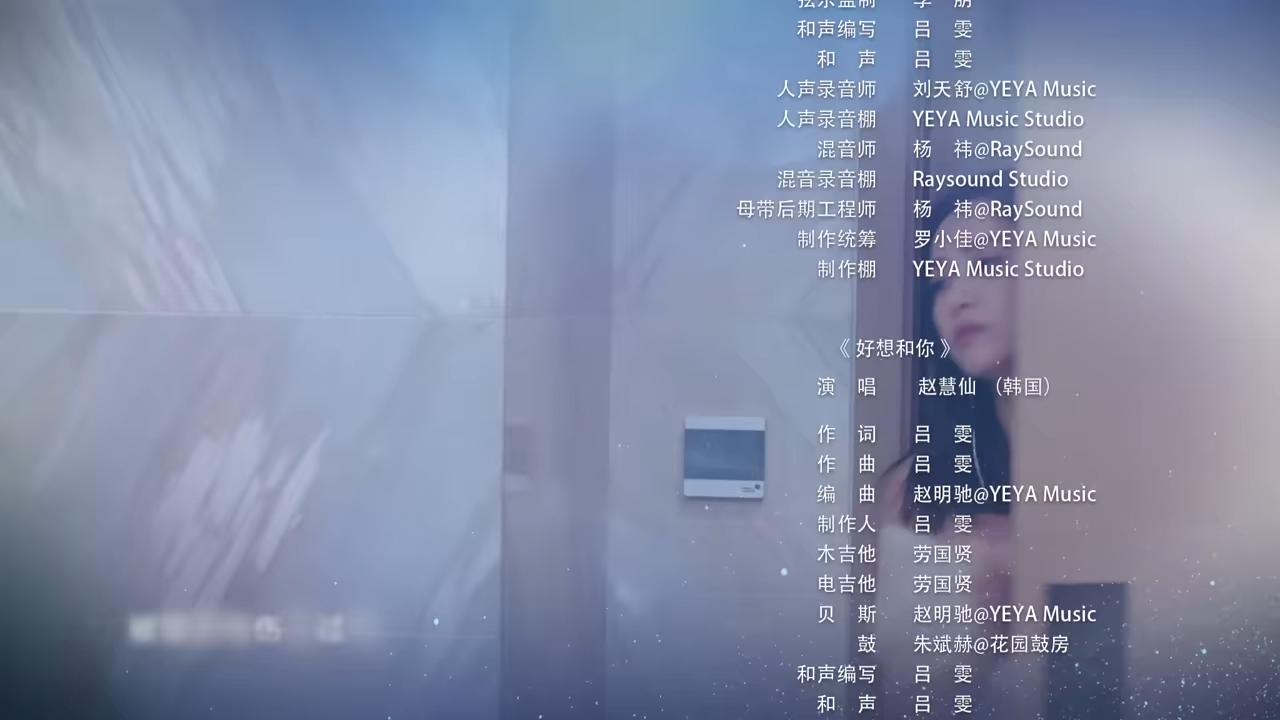 弦乐监制 李 朋
和声编写 吕 雯
和 声 吕 雯
人声录音师 刘天舒@YEYA Music
人声录音棚 YEYA Music Studio
混音师 杨 祎@RaySound
混音录音棚 Raysound Studio
母带后期工程师 杨 祎@RaySound
制作统筹 罗小佳@YEYA Music
制作棚 YEYA Music Studio
《 好想和你 》
演 唱 赵慧仙 （韩国）
作 词 吕 雯
作 曲 吕 雯
编 曲 赵明驰@YEYA Music
制作人 吕 雯
木吉他 劳国贤
电吉他 劳国贤
贝 斯 赵明驰@YEYA Music
鼓 朱斌赫@花园鼓房
和声编写 吕 雯
和 声 吕 雯